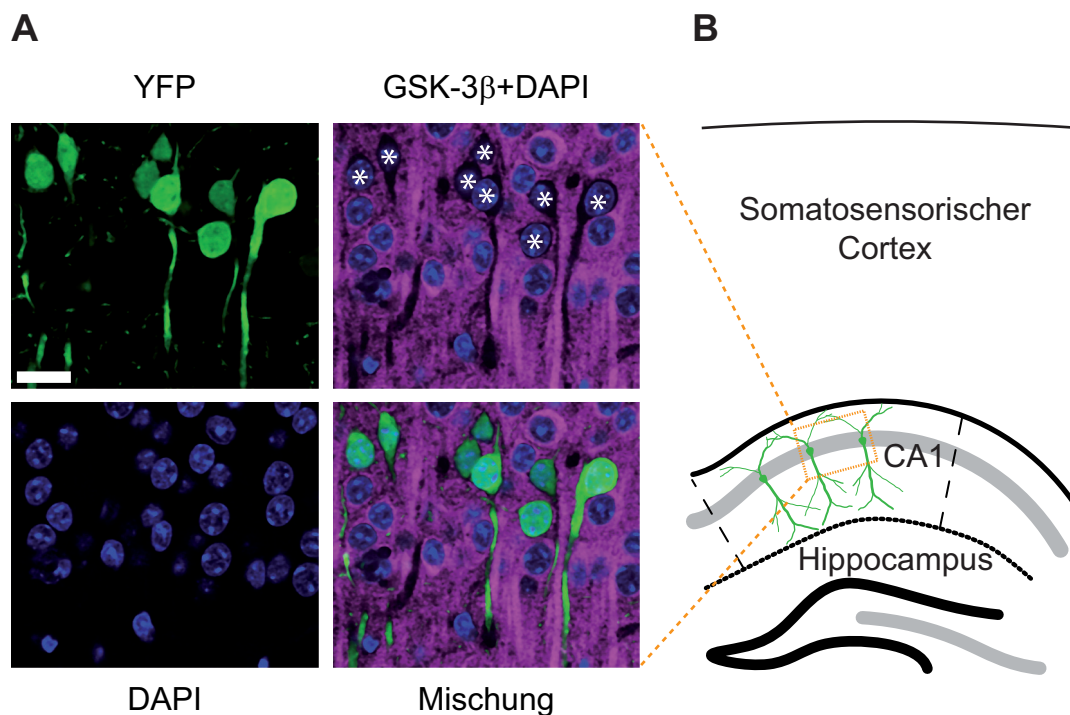 A
B
YFP
GSK-3β+DAPI
* * * * * * * *
DAPI
Mischung
Somatosensorischer
Cortex
CA1
Hippocampus